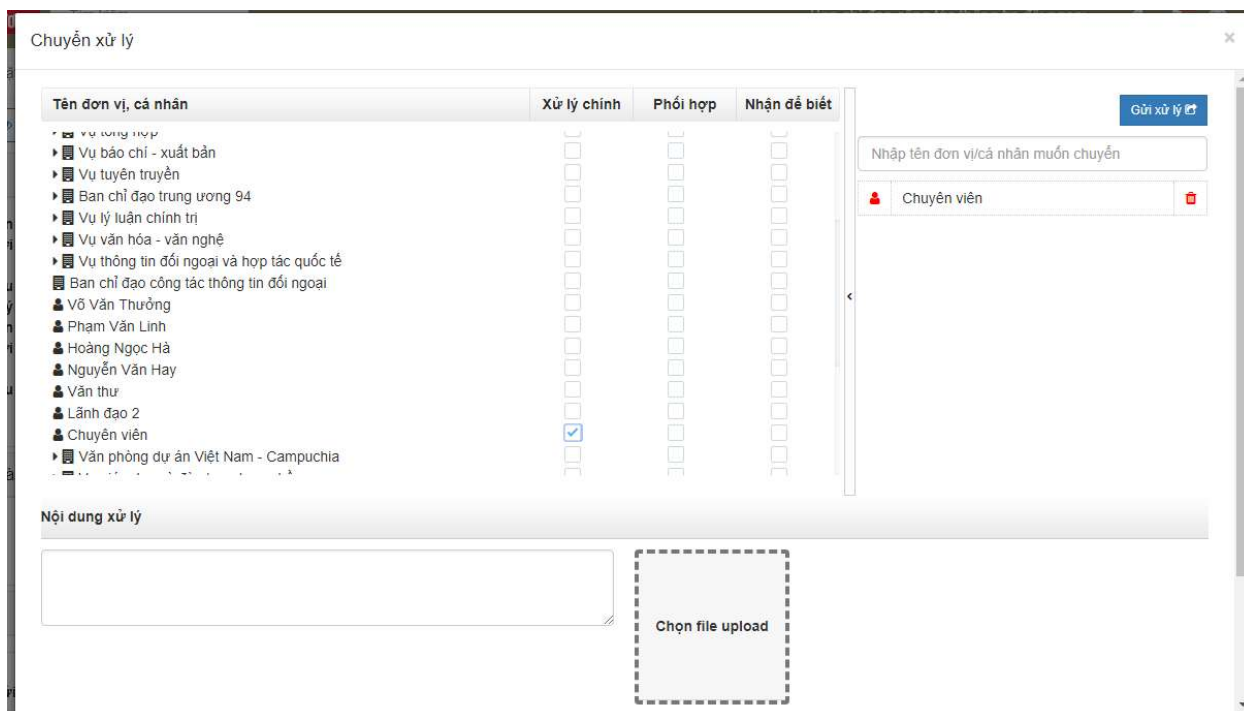 Chuyển xử lý
×
Tên đơn vị, cá nhân Xử lý chính Phối hợp Nhận để biết
Gửi xử lý
Vụ tổng hợp
Nhập tên đơn vị/cá nhân muốn chuyển
Vụ báo chí - xuất bản
Vụ tuyên truyền
Ban chỉ đạo trung ương 94
Chuyên viên
Vụ lý luận chính trị
Vụ văn hóa - văn nghệ
Vụ thông tin đối ngoại và hợp tác quốc tế
Ban chỉ đạo công tác thông tin đối ngoại
Võ Văn Thưởng
Phạm Văn Linh
Hoàng Ngọc Hà
Nguyễn Văn Hay
Văn thư
Lãnh đạo 2
Chuyên viên
Văn phòng dự án Việt Nam - Campuchia
Nội dung xử lý
Chọn file upload